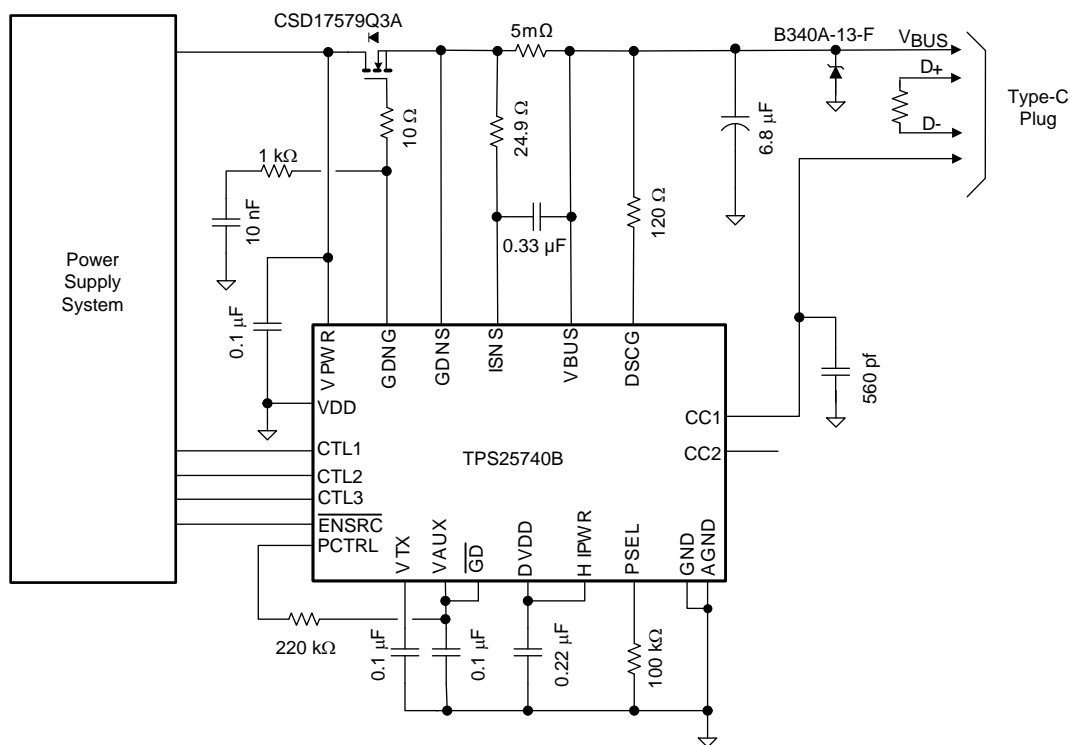 CSD17579Q3A
5mΩ
B340A-13-F
VBUS
D+
D-
Type-C
Plug
10 Ω
24.9 Ω
6.8 µF
1 kΩ
10 nF
0.33 µF
120 Ω
Power
Supply
System
0.1 µF
VPWR
GDNG
GDNS
ISNS
VBUS
DSCG
560 pf
VDD
CC1
CTL1
TPS25740B
CC2
CTL2
CTL3
ENSRC
PCTRL
VTX
VAUX
GD
DVDD
HIPWR
PSEL
GND
AGND
220 kΩ
0.1 µF
0.1 µF
0.22 µF
100 kΩ